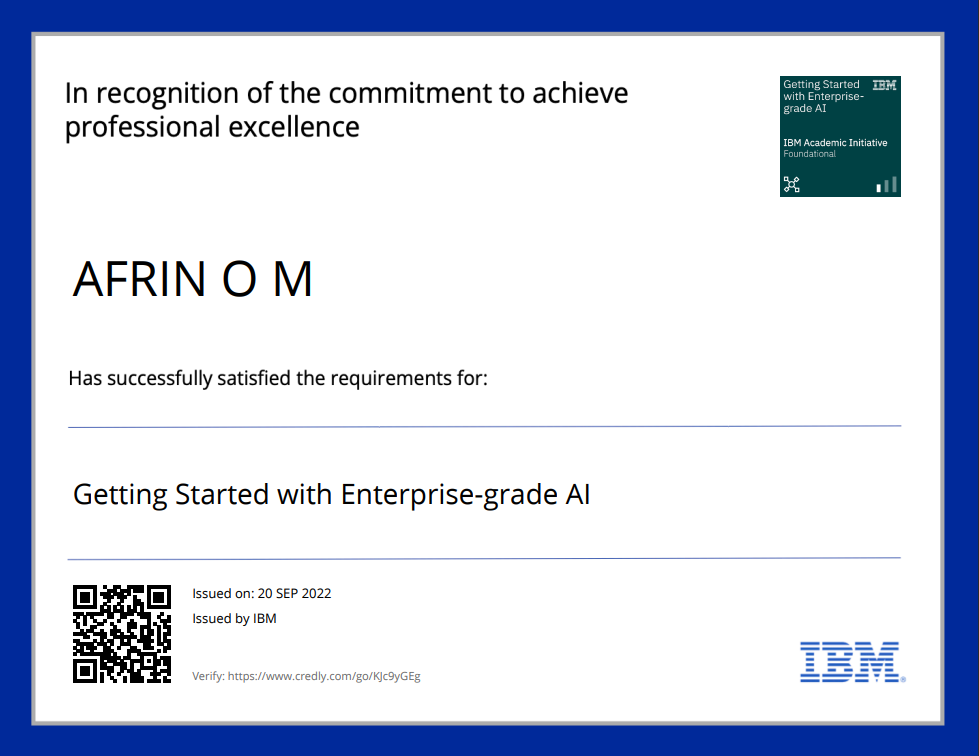 In recognition of the commitment to achieve
professional excellence
Getting Started
with Enterprise-
grade AI
IBM
IBM Academic Initiative
Foundational
AFRIN O M
Has successfully satisfied the requirements for:
Getting Started with Enterprise-grade AI
Issued on: 20 SEP 2022
Issued by IBM
Verify: https://www.credly.com/go/KJc9yGEg
IBM®